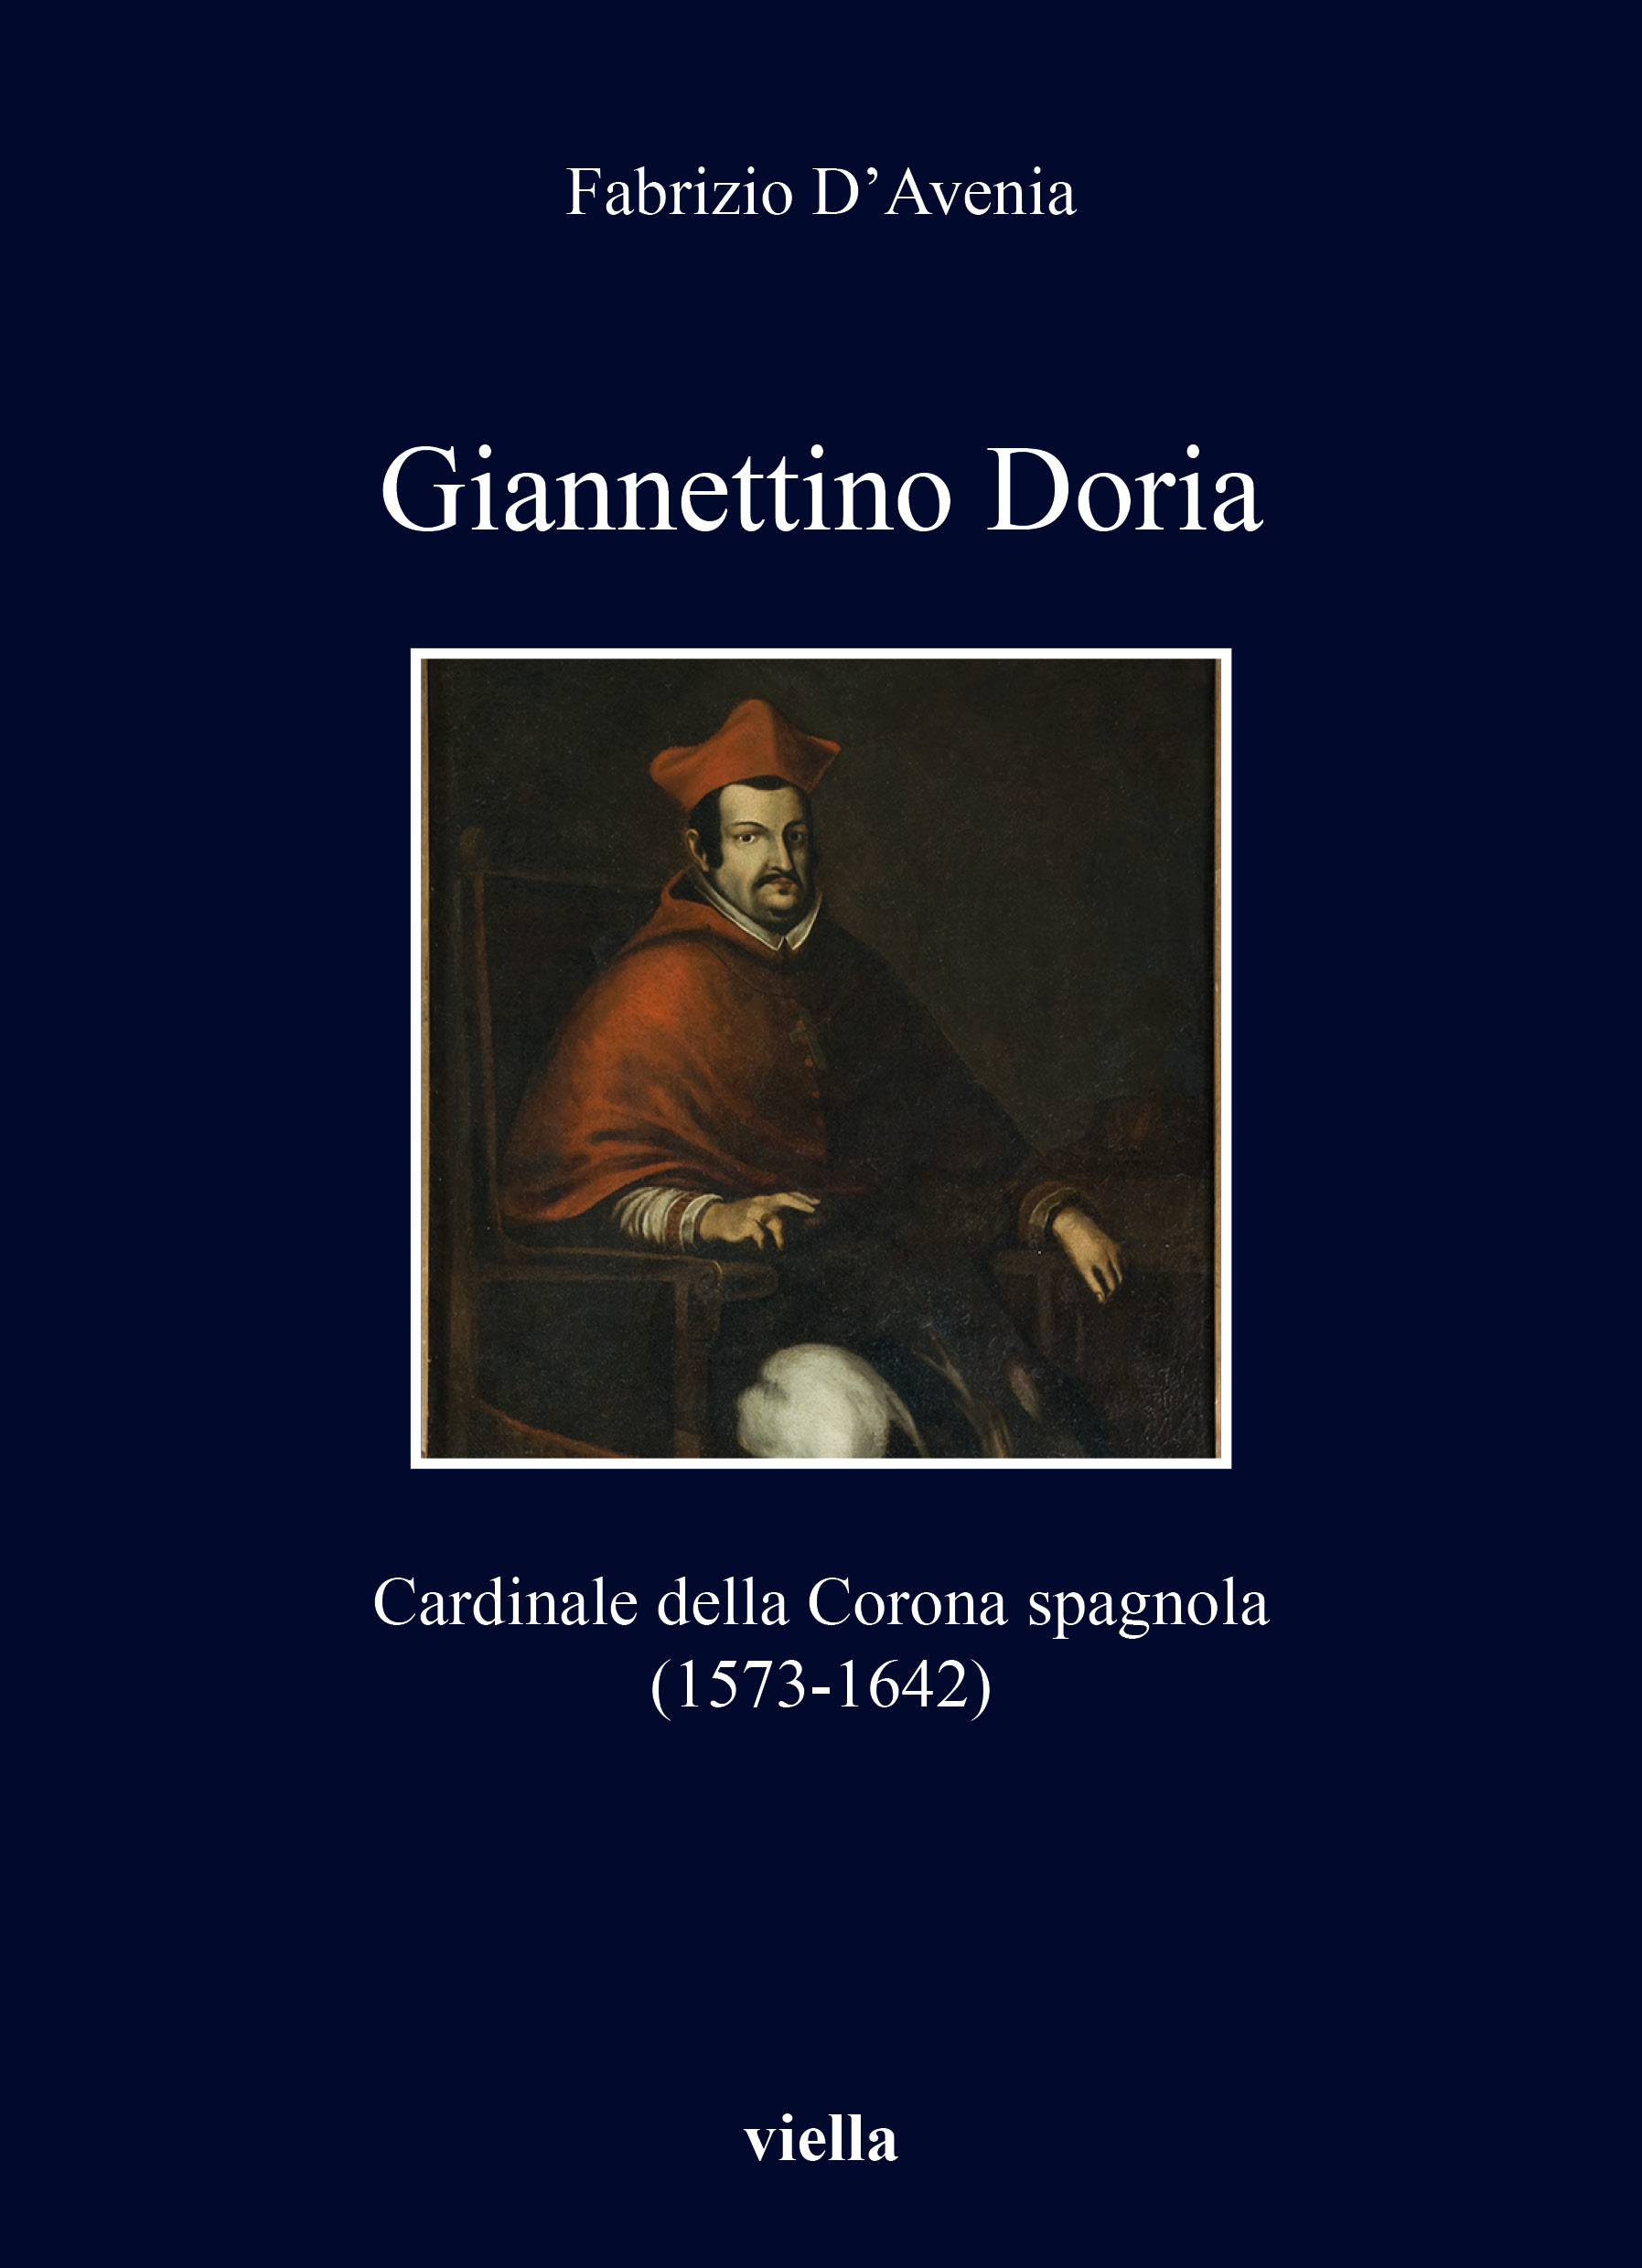 Fabrizio D’Avenia
Giannettino Doria
Cardinale della Corona spagnola
(1573-1642)
viella